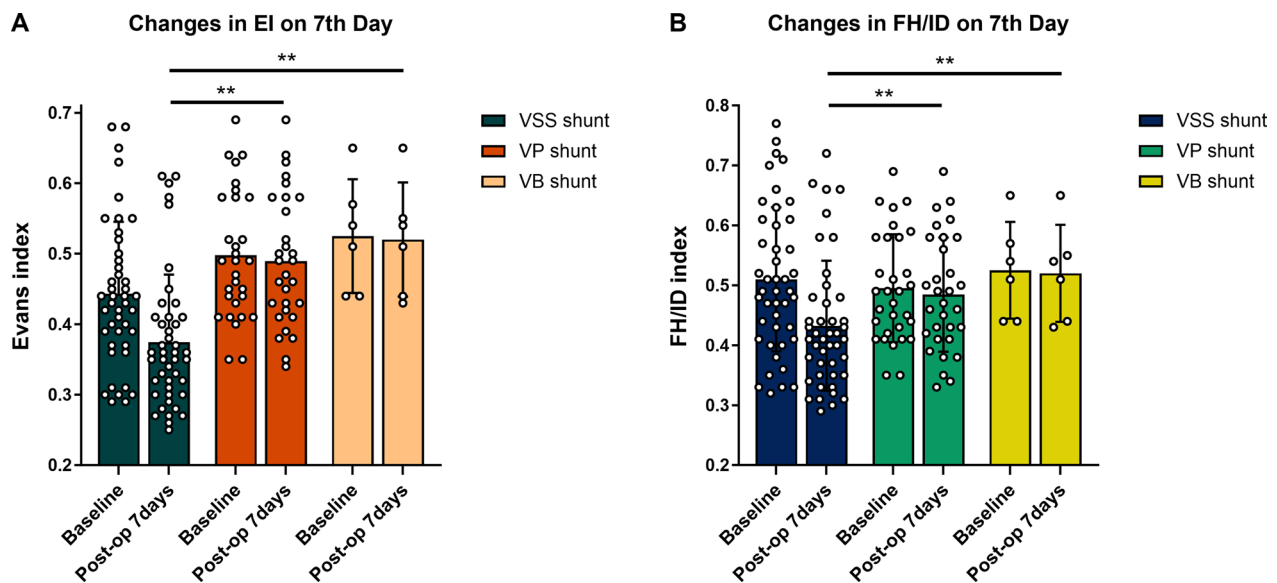 A
Changes in EI on 7th Day
**
**
Evans index
0.7
0.6
0.5
0.4
0.3
0.2
Baseline
Post-op 7days
Baseline
Post-op 7days
Baseline
Post-op 7days
VSS shunt
VP shunt
VB shunt
B
Changes in FH/ID on 7th Day
**
**
FH/ID index
0.8
0.7
0.6
0.5
0.4
0.3
0.2
Baseline
Post-op 7days
Baseline
Post-op 7days
Baseline
Post-op 7days
VSS shunt
VP shunt
VB shunt